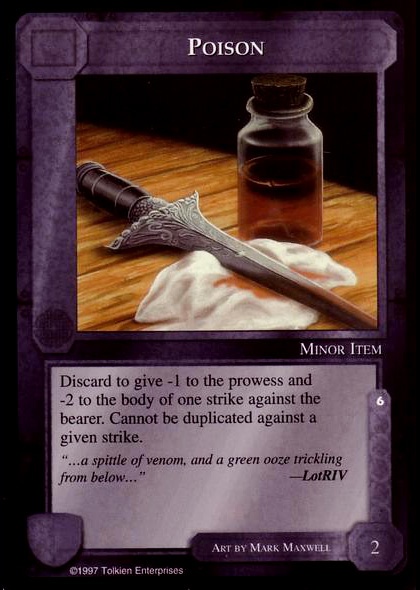 POISON
MINOR ITEM
Discard to give -1 to the prowess and
-2 to the body of one strike against the
bearer. Cannot be duplicated against a
given strike.
6
“…a spittle of venom, and a green ooze trickling
from below…” —LotRIV
ART BY MARK MAXWELL
2
©1997 Tolkien Enterprises